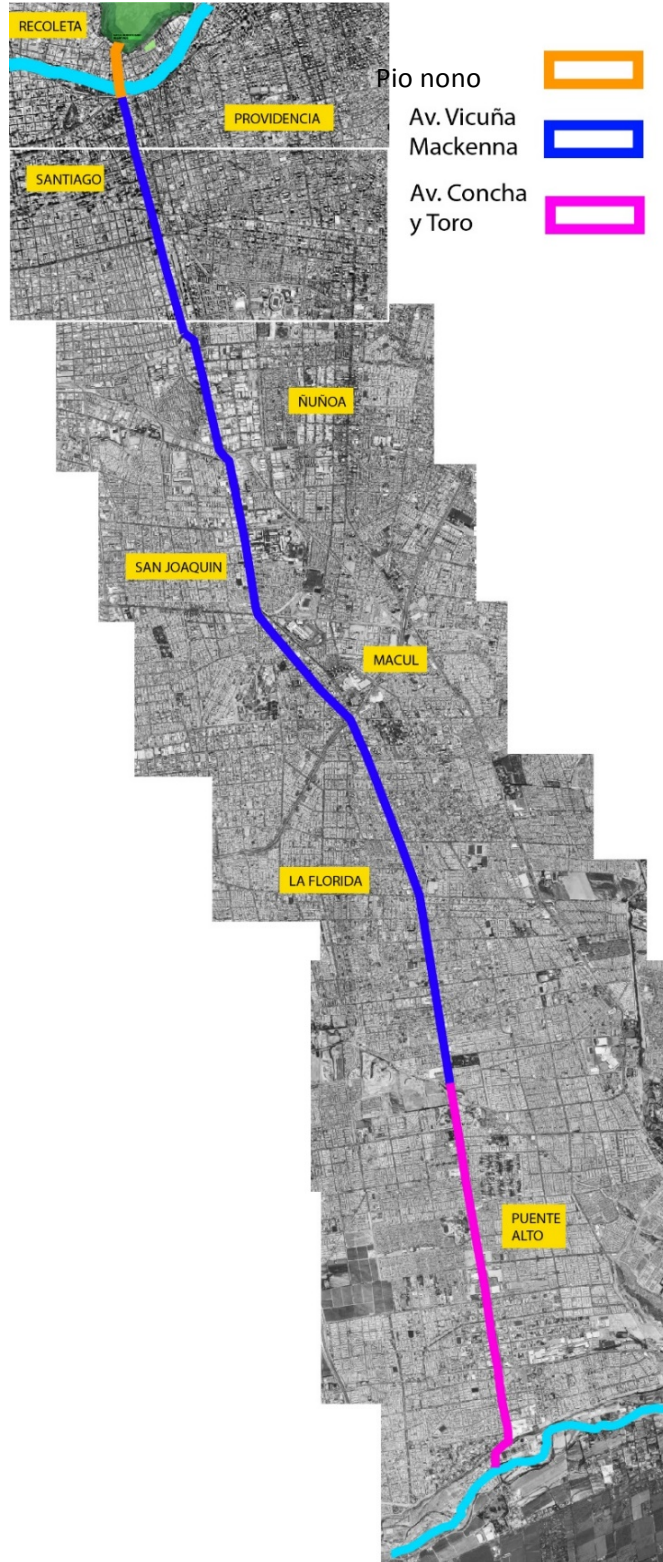 RECOLETA
Pio nono
PROVIDENCIA
Av. Vicuña
Mackenna
SANTIAGO
Av. Concha
y Toro
ÑUÑOA
SAN JOAQUIN
MACUL
LA FLORIDA
PUENTE
ALTO